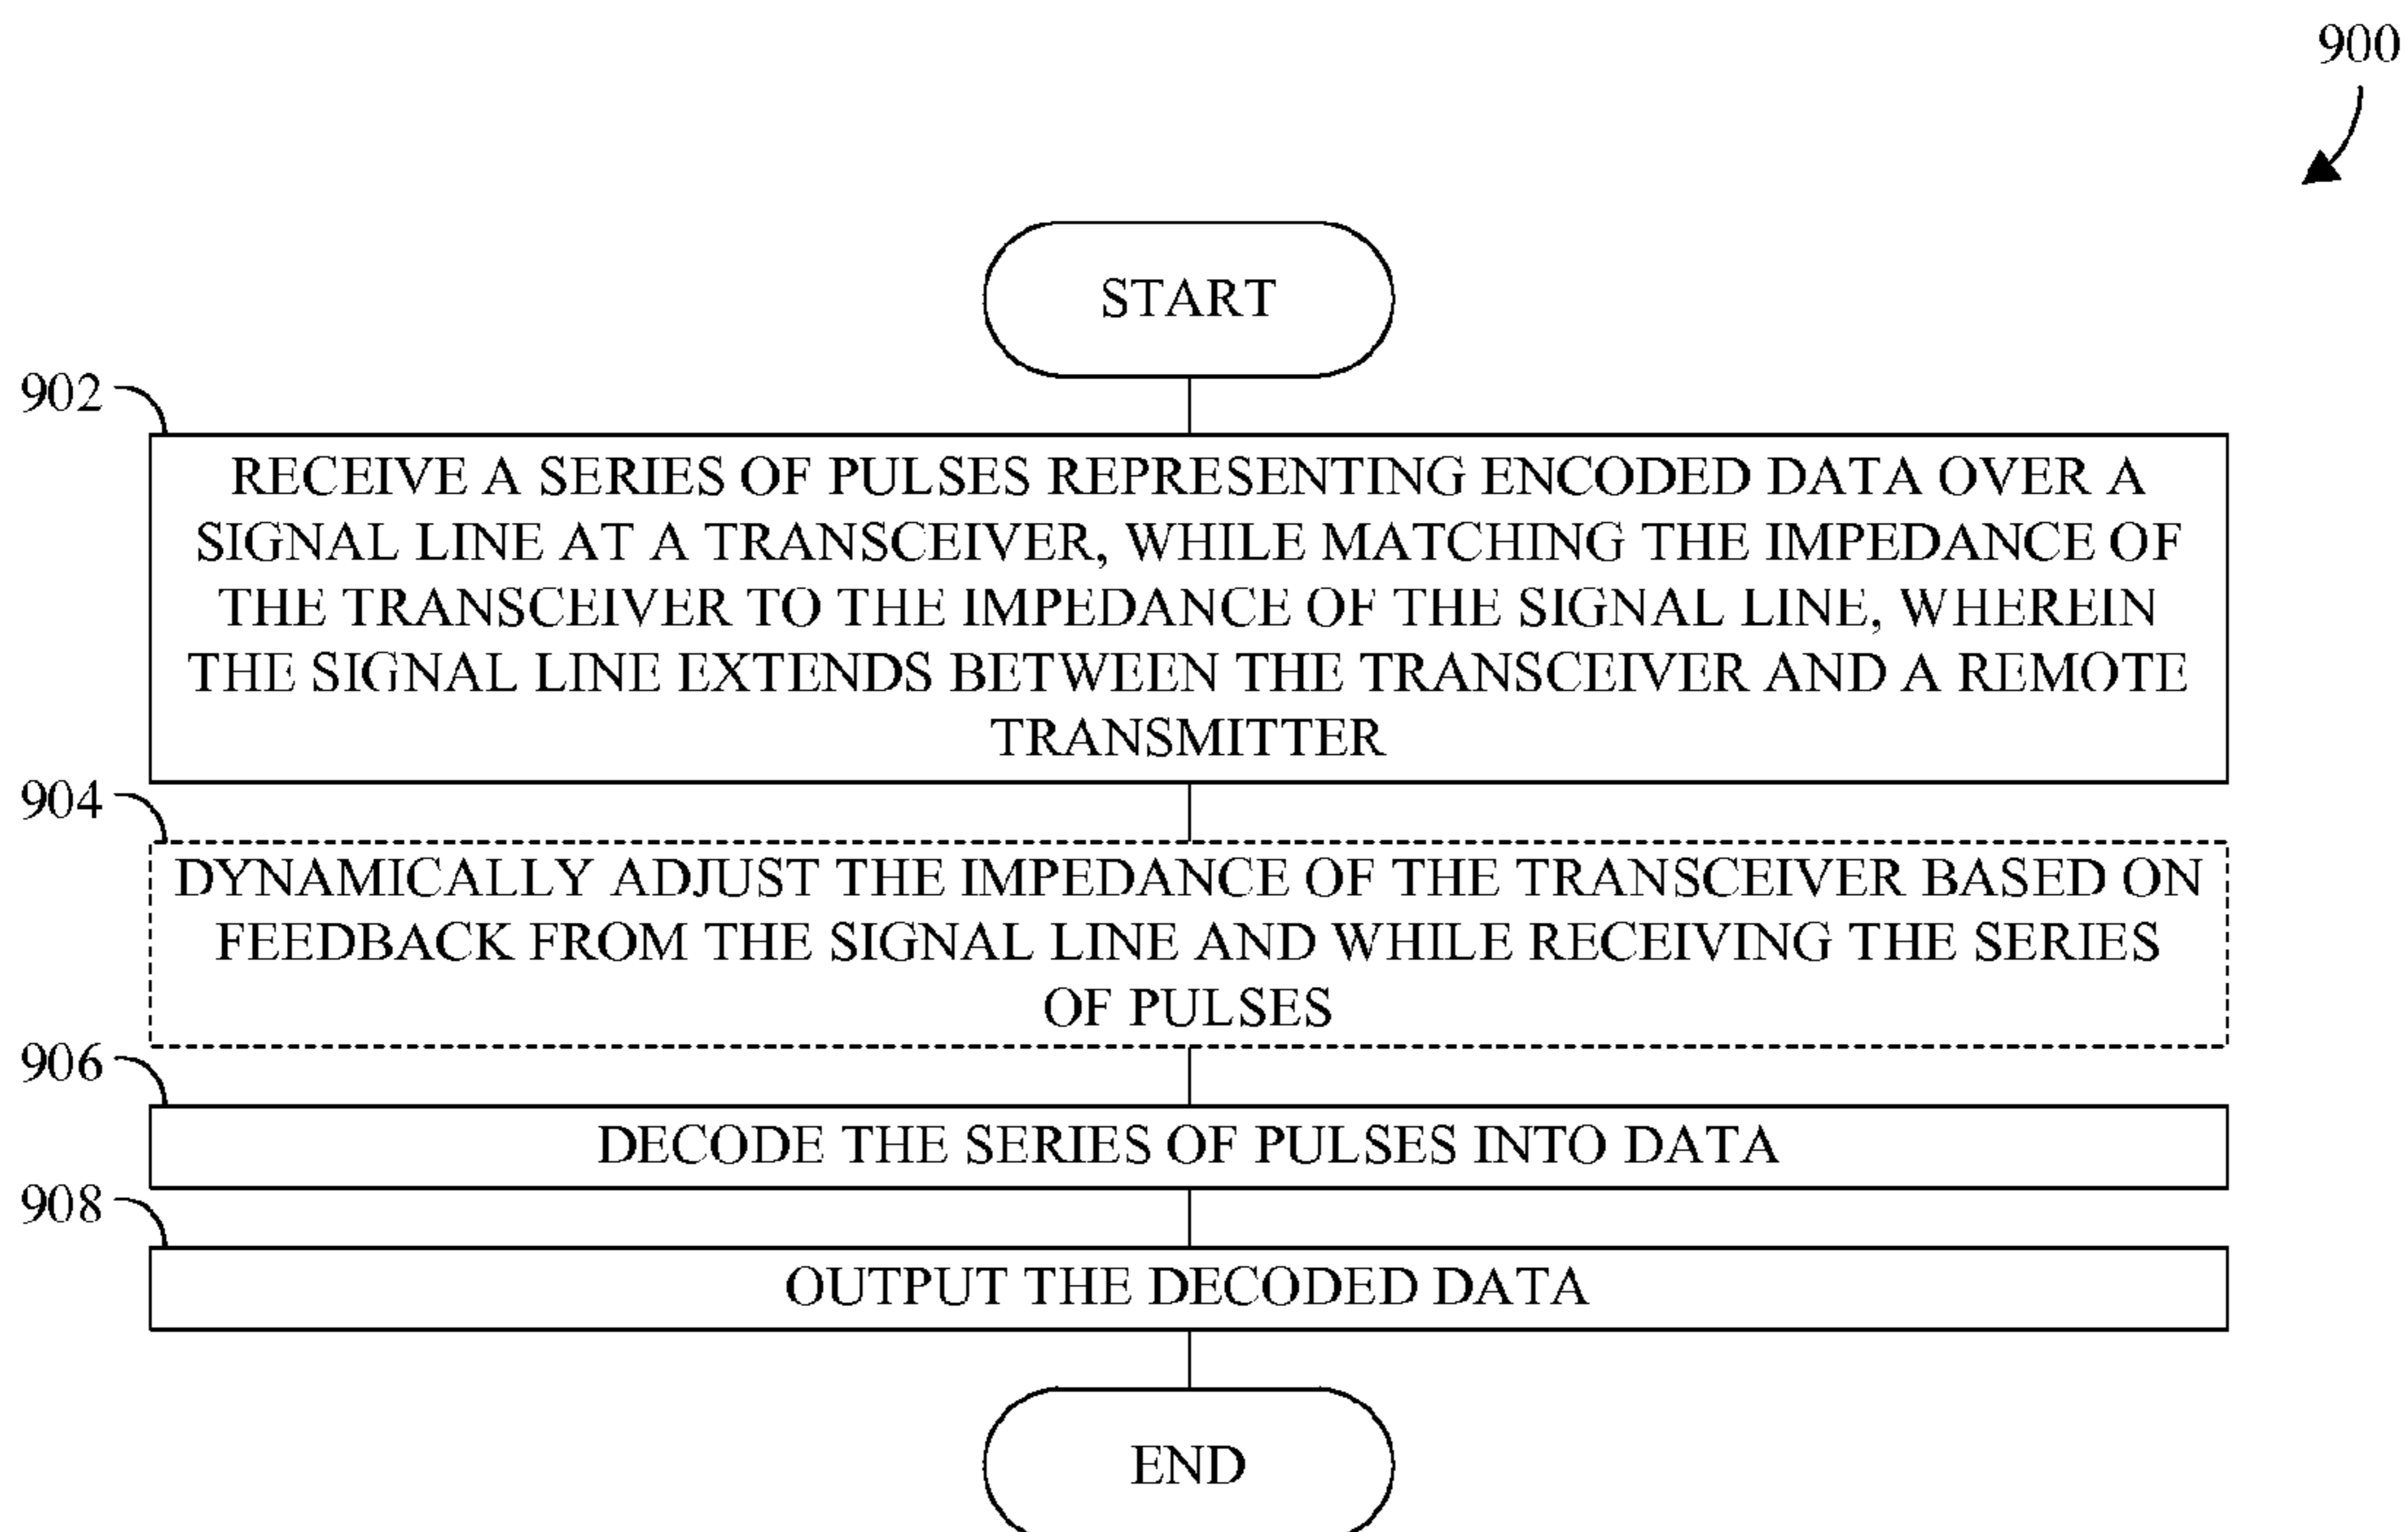 900
START
902
RECEIVE A SERIES OF PULSES REPRESENTING ENCODED DATA OVER A
SIGNAL LINE AT A TRANSCEIVER, WHILE MATCHING THE IMPEDANCE OF
THE TRANSCEIVER TO THE IMPEDANCE OF THE SIGNAL LINE, WHEREIN
THE SIGNAL LINE EXTENDS BETWEEN THE TRANSCEIVER AND A REMOTE
TRANSMITTER
904
DYNAMICALLY ADJUST THE IMPEDANCE OF THE TRANSCEIVER BASED ON
FEEDBACK FROM THE SIGNAL LINE AND WHILE RECEIVING THE SERIES
OF PULSES
906
DECODE THE SERIES OF PULSES INTO DATA
908
OUTPUT THE DECODED DATA
END